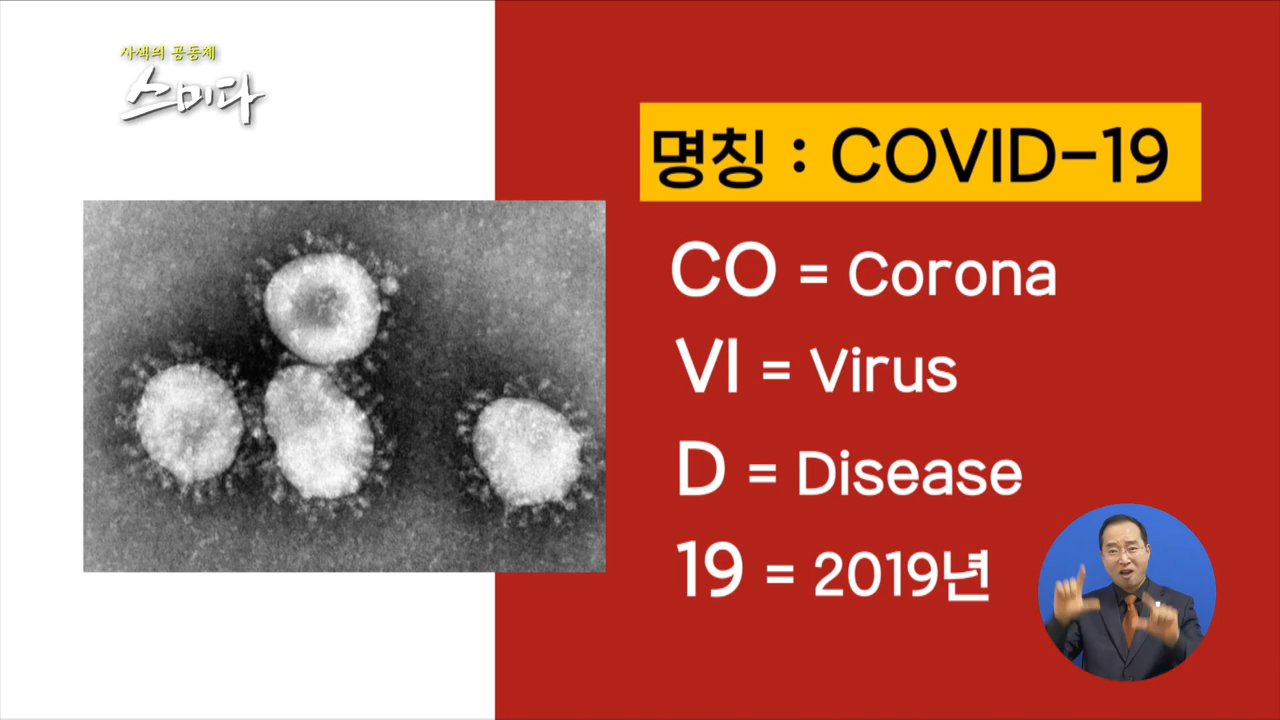 사색의 공동체
스미다
명칭 : COVID-19
CO = Corona
VI = Virus
D = Disease
19 = 2019년